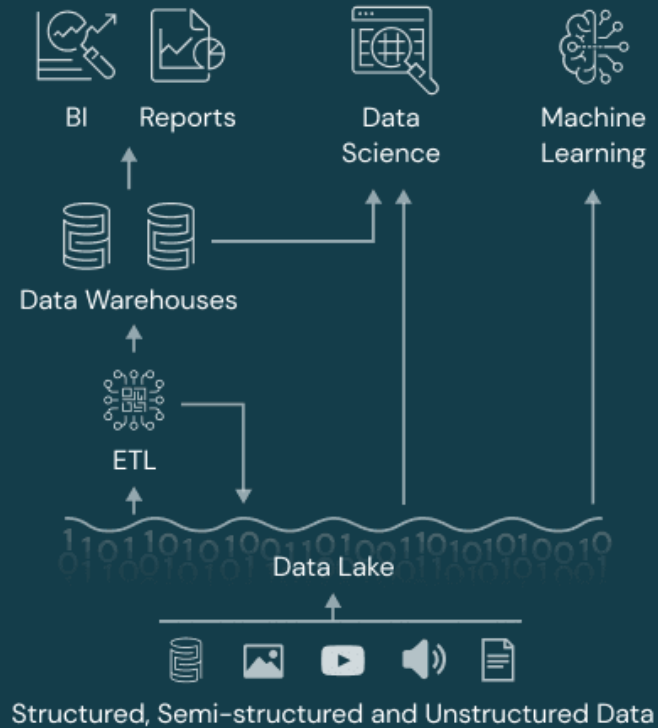 BI
Reports
Data
Science
Machine
Learning
Data Warehouses
ETL
Data Lake
Structured, Semi-structured and Unstructured Data